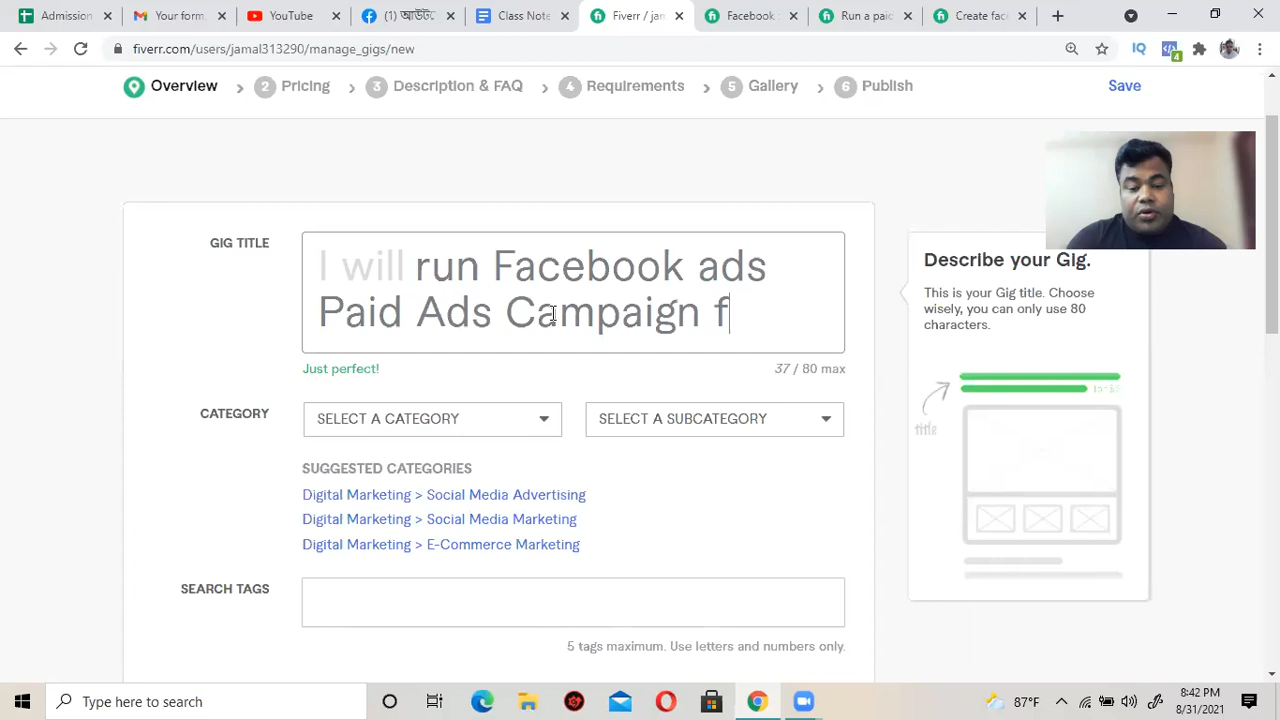 Admission
Your form
YouTube
Class Note
Fiverr / jam
Facebook
Run a paid
Create fac
fiverr.com/users/jamal313290/manage_gigs/new
IQ
4
Overview
2 Pricing
3 Description & FAQ
4 Requirements
5 Gallery
6 Publish
Save
GIG TITLE
I will run Facebook ads
Paid Ads Campaign f
Just perfect!
37 / 80 max
Describe your Gig.
This is your Gig title. Choose
wisely, you can only use 80
characters.
title
CATEGORY
SELECT A CATEGORY
SELECT A SUBCATEGORY
SUGGESTED CATEGORIES
Digital Marketing > Social Media Advertising
Digital Marketing > Social Media Marketing
Digital Marketing > E-Commerce Marketing
SEARCH TAGS
5 tags maximum. Use letters and numbers only.
Type here to search
87°F
8:42 PM
8/31/2021